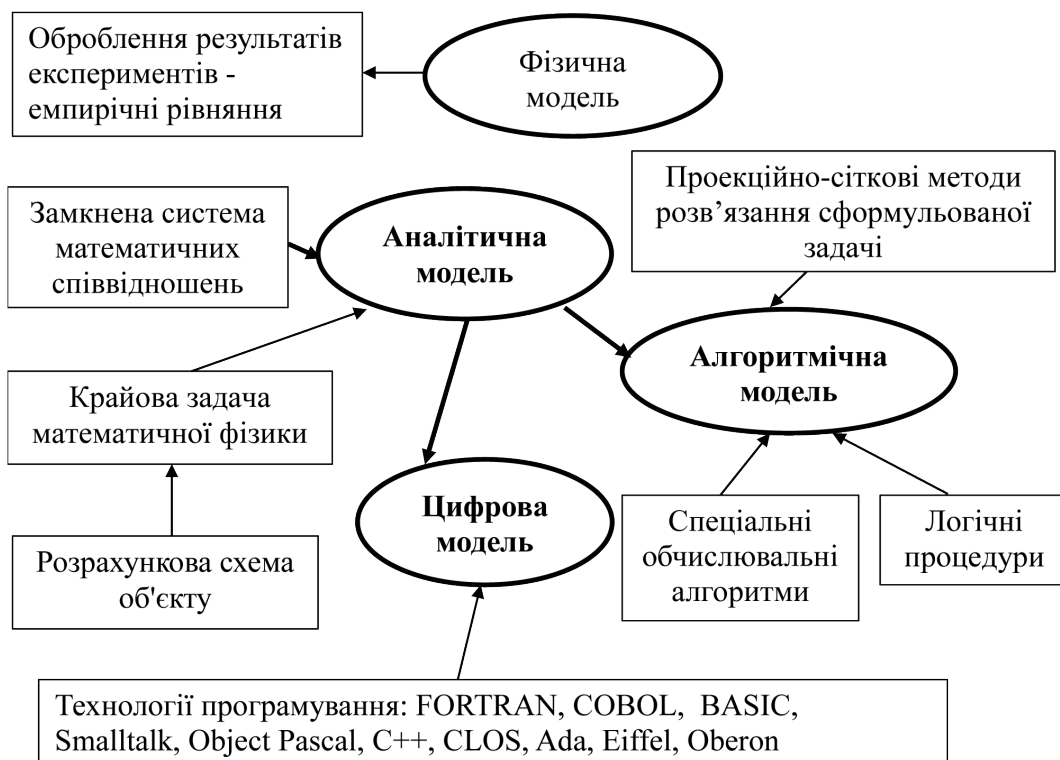 Оброблення результатів
експериментів -
емпиричні рівняння
Фізична
модель
Проекційно-сіткові методи
розв’язання сформульованої
задачі
Замкнена система
математичних
співвідношень
Аналітична
модель
Алгоритмічна
модель
Крайова задача
математичної фізики
Цифрова
модель
Спеціальні
обчислювальні
алгоритми
Логічні
процедури
Розрахункова схема
об'єкту
Технології програмування: FORTRAN, COBOL, BASIC,
Smalltalk, Object Pascal, C++, CLOS, Ada, Eiffel, Oberon